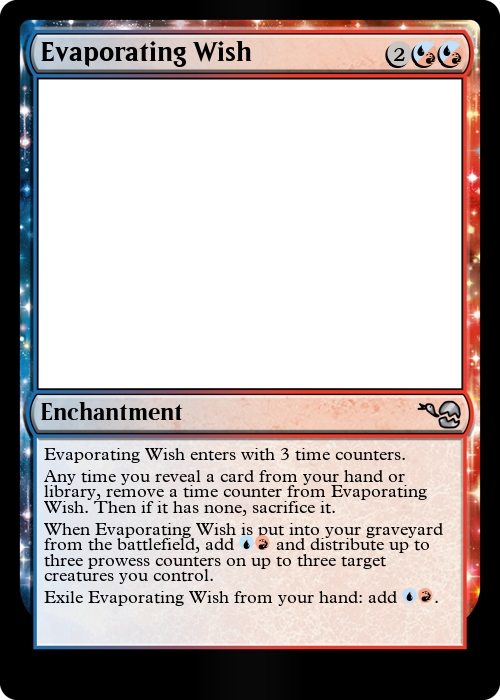 Evaporating Wish 2
Enchantment
Evaporating Wish enters with 3 time counters.
Any time you reveal a card from your hand or
library, remove a time counter from Evaporating
Wish. Then if it has none, sacrifice it.
When Evaporating Wish is put into your graveyard
from the battlefield, add and distribute up to
three prowess counters on up to three target
creatures you control.
Exile Evaporating Wish from your hand: add .